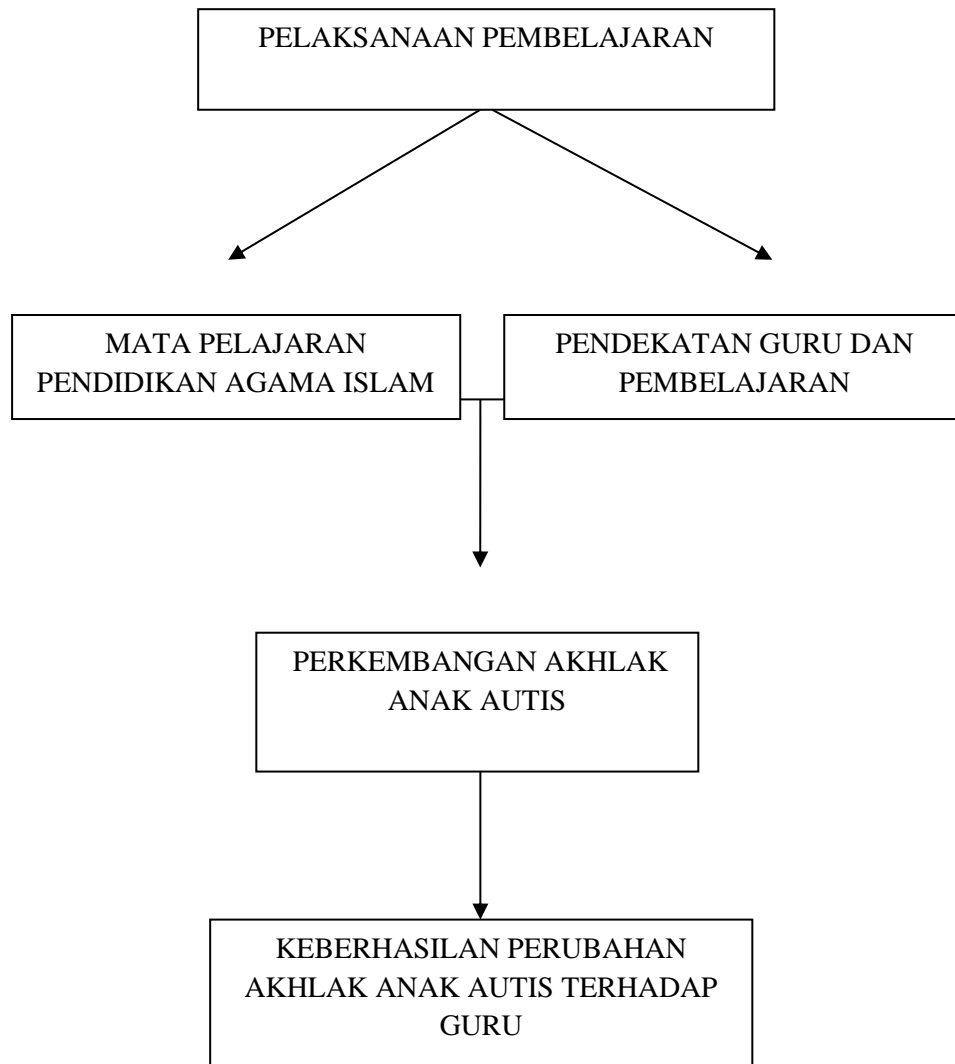 PELAKSANAAN PEMBELAJARAN
MATA PELAJARAN
PENDIDIKAN AGAMA ISLAM
PENDEKATAN GURU DAN
PEMBELAJARAN
PERKEMBANGAN AKHLAK
ANAK AUTIS
KEBERHASILAN PERUBAHAN
AKHLAK ANAK AUTIS TERHADAP
GURU